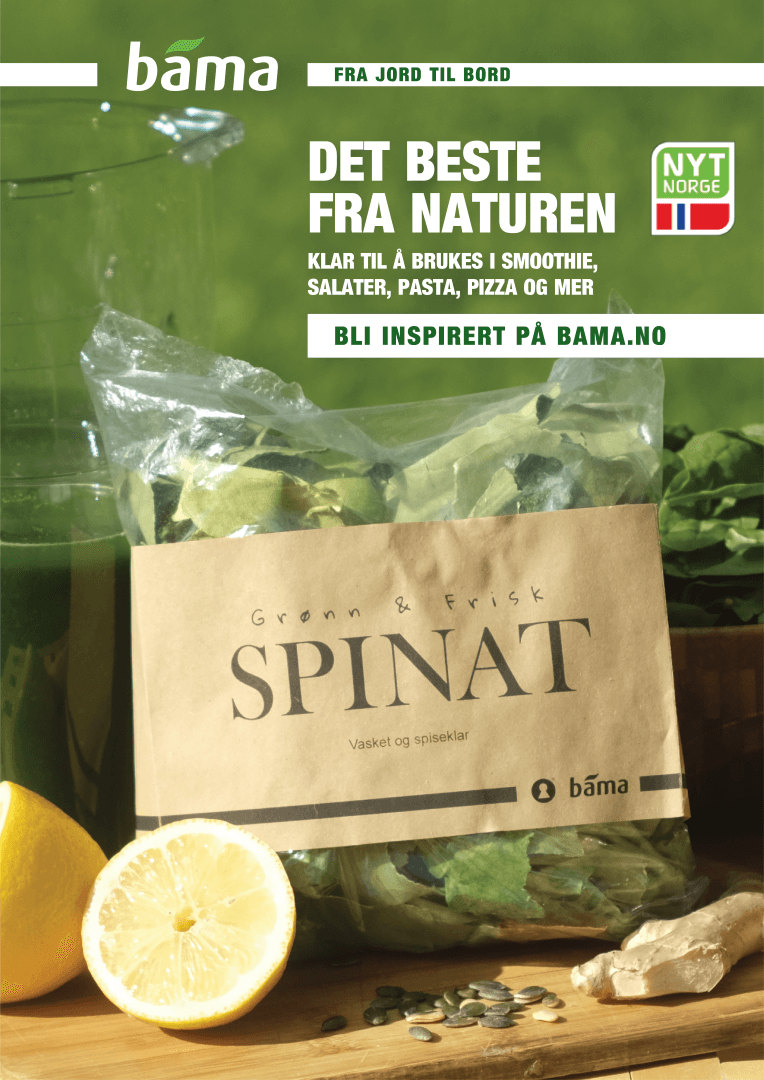 bama
FRA JORD TIL BORD
DET BESTE
FRA NATUREN
NYT
NORGE
KLAR TIL Å BRUKES I SMOOTHIE,
SALATER, PASTA, PIZZA OG MER
BLI INSPIRERT PÅ BAMA.NO
Grønn & Frisk
SPINAT
Vasket og spiseklar
bama